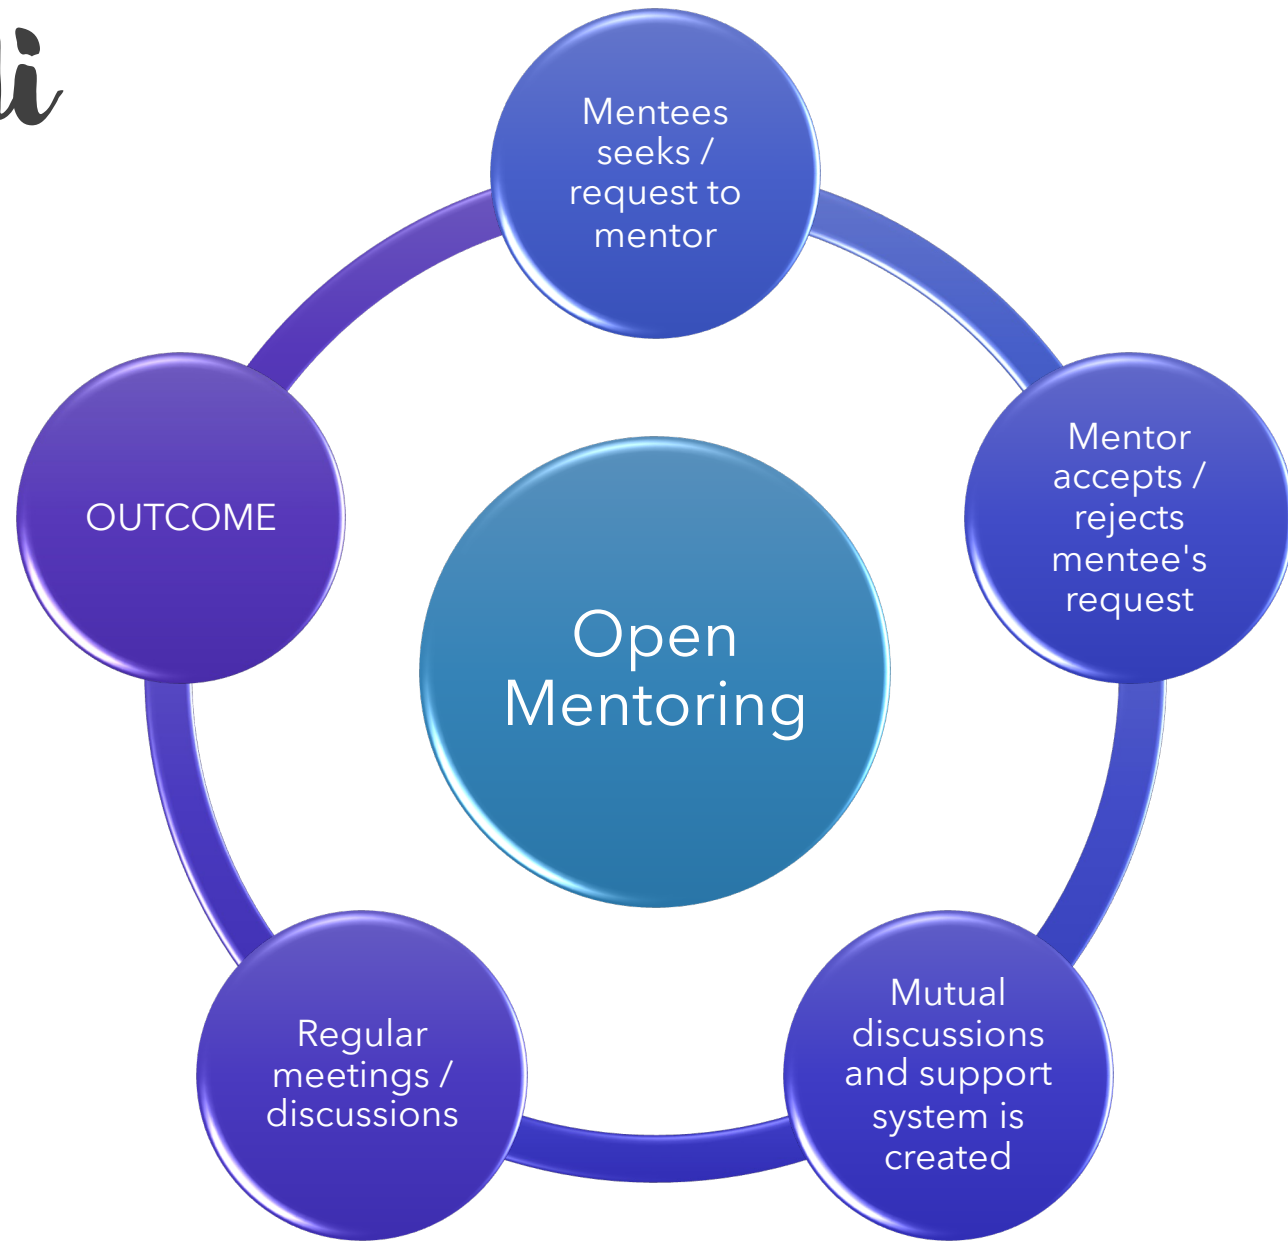 Mentees
seeks /
request to
mentor
Mentor
accepts /
rejects
mentee's
request
Mutual
discussions
and support
system is
created
Regular
meetings /
discussions
OUTCOME
Open
Mentoring